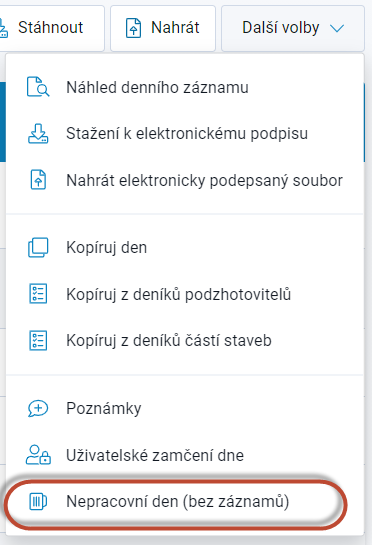 Stáhnout Nahrát Další volby
Náhled denního záznamu
Stažení k elektronickému podpisu
Nahrát elektronicky podepsaný soubor
Kopíruj den
Kopíruj z deníků podzhotovitelů
Kopíruj z deníků částí staveb
Poznámky
Uživatelské zamčení dne
Nepracovní den (bez záznamů)